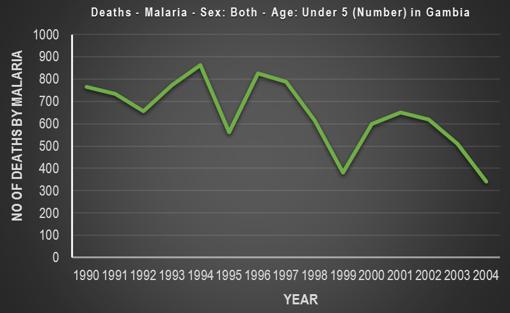 Deaths - Malaria - Sex: Both - Age: Under 5 (Number) in Gambia
NO OF DEATHS BY MALARIA
1000
900
800
700
600
500
400
300
200
100
0
1990 1991 1992 1993 1994 1995 1996 1997 1998 1999 2000 2001 2002 2003 2004
YEAR